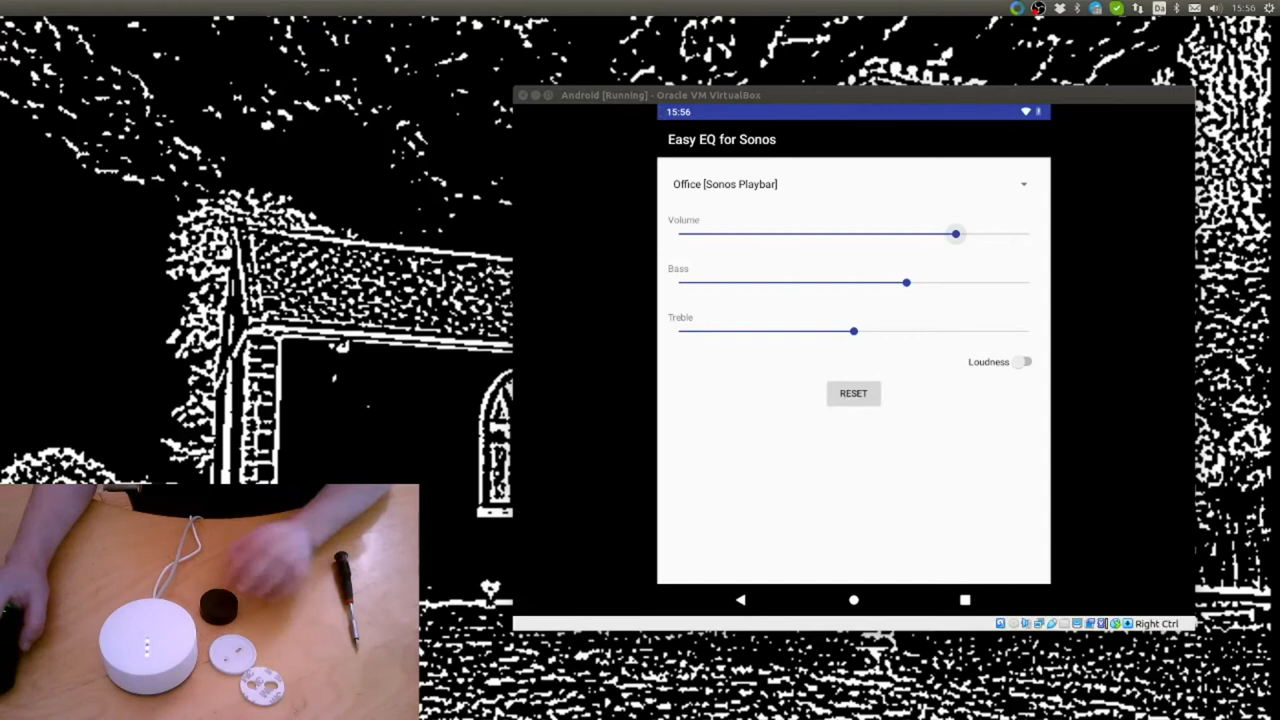 Da 15:56
Android [Running] - Oracle VM VirtualBox
15:56
Easy EQ for Sonos
Office [Sonos Playbar]
Volume
Bass
Treble
Loudness
RESET
Right Ctrl